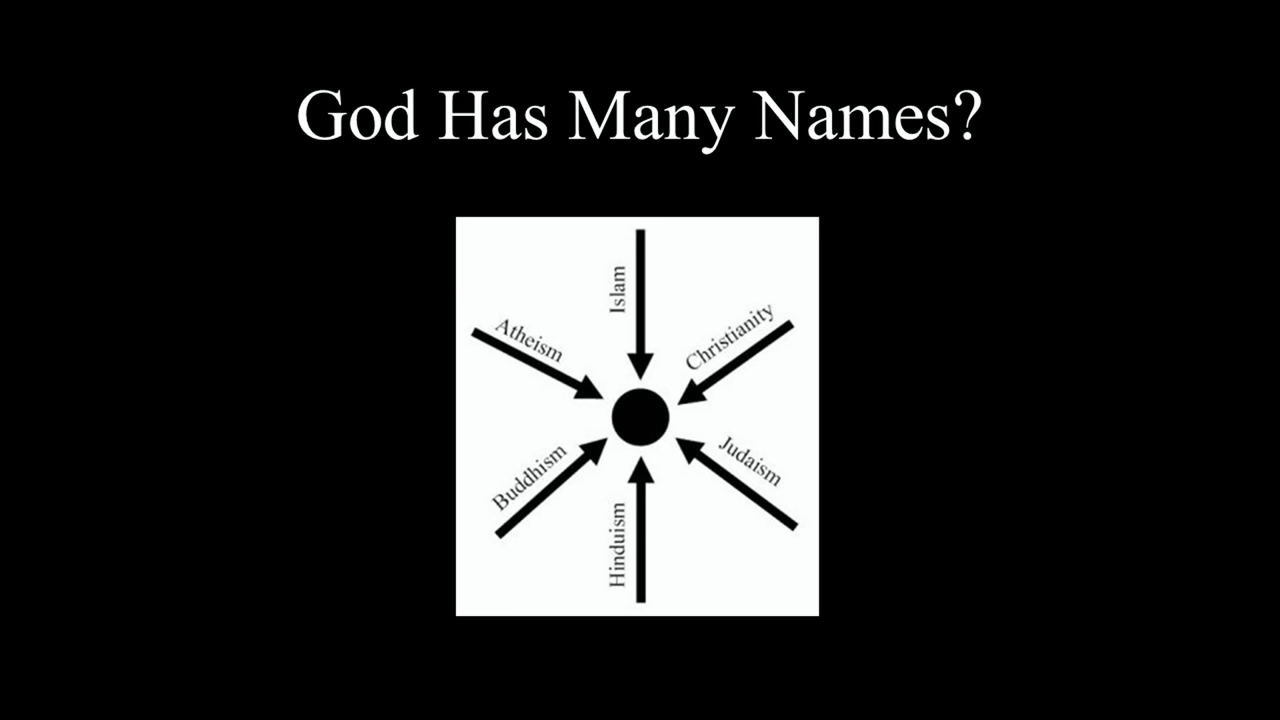 God Has Many Names?
Islam
Atheism
Christianity
Buddhism
Judaism
Hinduism